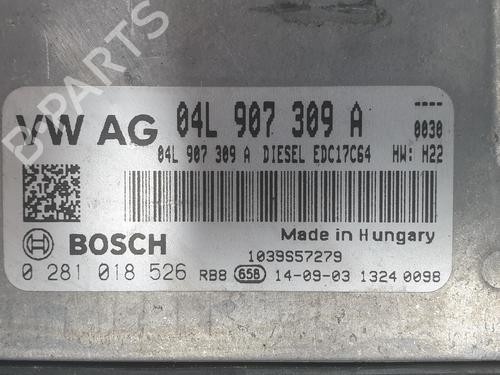 B-PARTS
VW AG 04L 907 309 A
0030
04L 907 309 A DIESEL EDC17C64 HW: H22
BOSCH
Made in Hungary
1039S57279
0 281 018 526 RB8 658 14-09-03 1324 0098